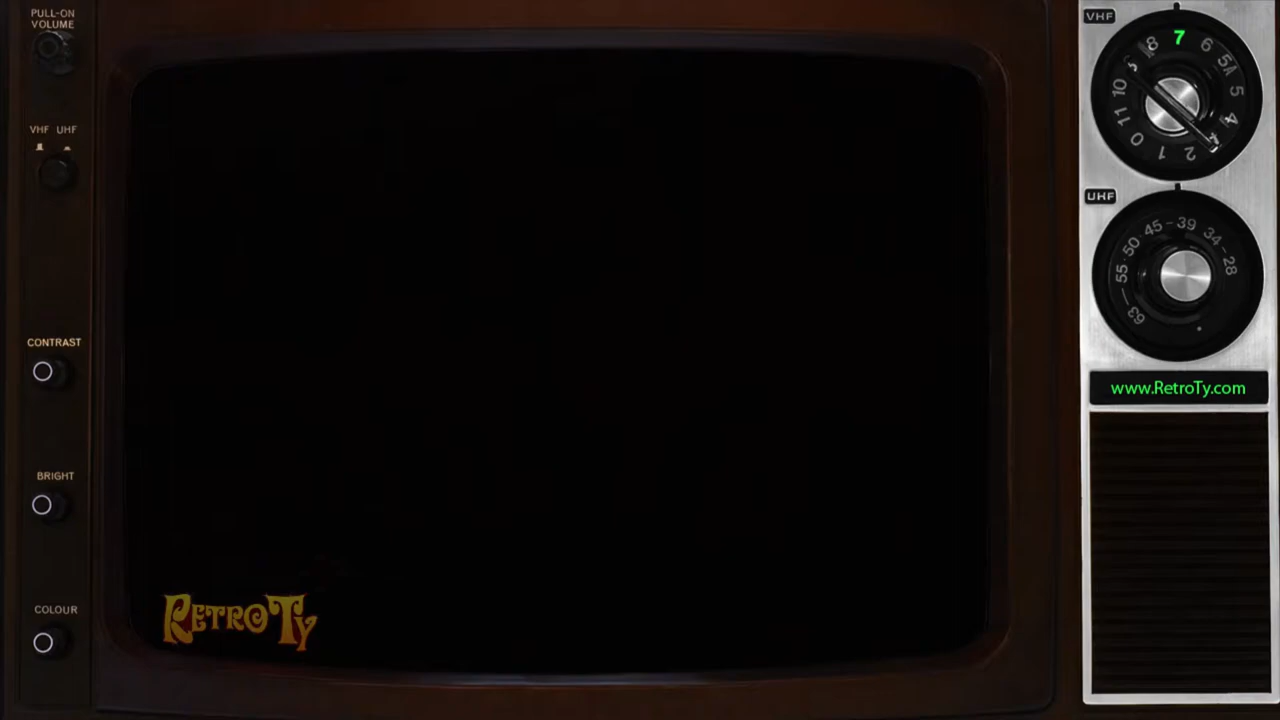 PULL-ON
VOLUME
VHF UHF
CONTRAST
BRIGHT
COLOUR
RETROTY
VHF
7
6
5A
5
4
2
1
0
11
10
9
8
UHF
63
55
50
45
39
34
28
www.RetroTy.com